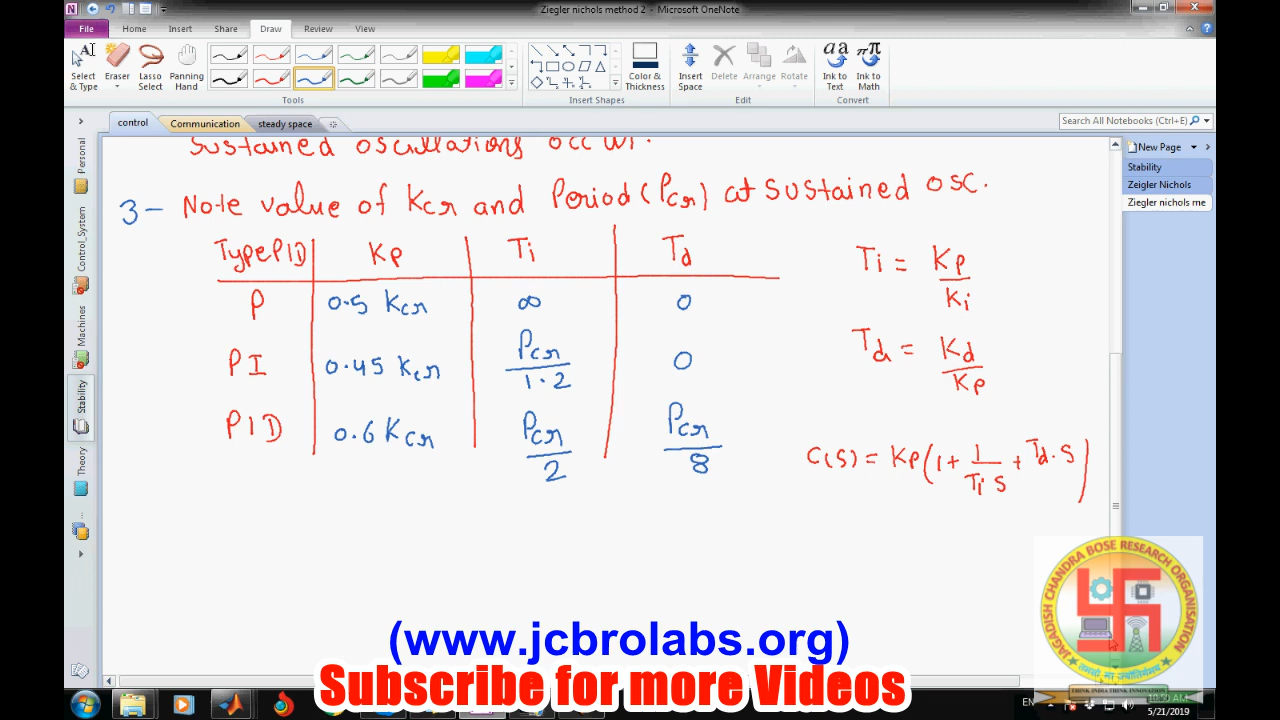 Ziegler nichols method 2 - Microsoft OneNote
File Home Insert Share Draw Review View
Select & Type
Eraser
Lasso Select
Panning Hand
Color & Thickness
Insert Space
Delete
Arrange
Rotate
Ink to Text
Ink to Math
Tools
Insert Shapes
Edit
Convert
control Communication steady space
Search All Notebooks (Ctrl+E)
New Page
Stability
Zeigler Nichols
Ziegler nichols me
Personal
Control_System
Machines
Stability
Theory
Sustained oscillations occur.
3- Note value of Kcr and Period (Pcr) at sustained osc.
Type PID Kp Ti Td
P 0.5 Kcr ∞ 0
PI 0.45 Kcr Pcr/1.2 0
PID 0.6 Kcr Pcr/2 Pcr/8
Ti = Kp/Ki
Td = Kd/Kp
C(s) = Kp(1+ 1/Ti s + Td.s)
JAGADISH CHANDRA BOSE RESEARCH ORGANISATION
THINK INDIA THINK INNOVATION
(www.jcbrolabs.org)
Subscribe for more Videos
EN
5/21/2019